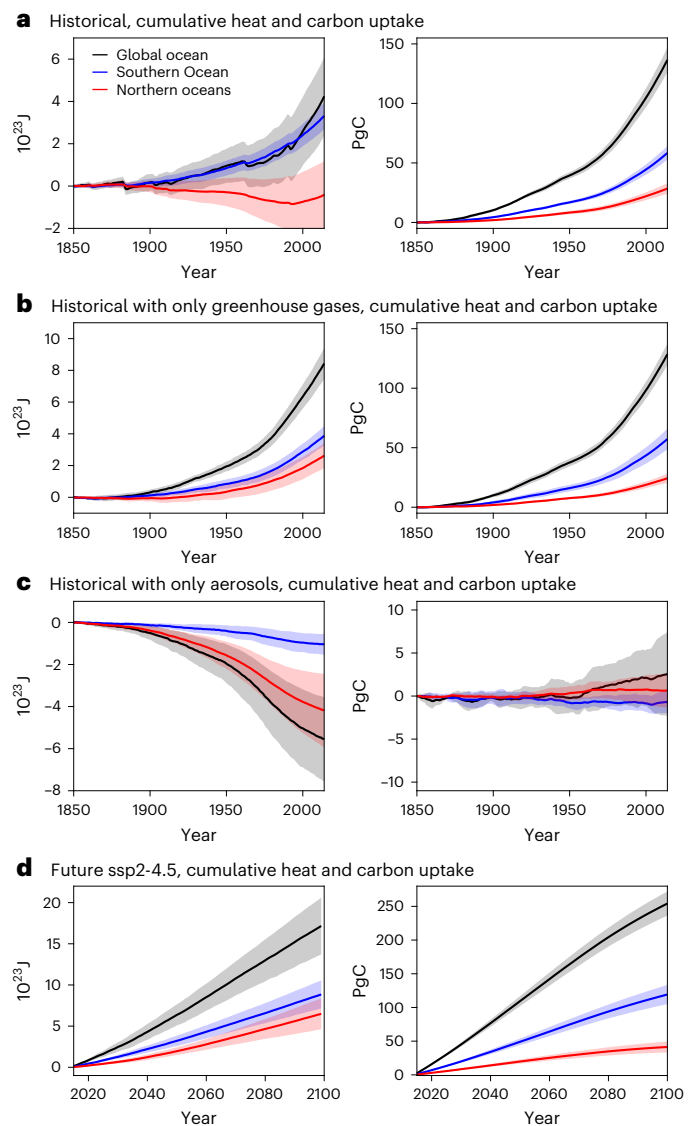 a Historical, cumulative heat and carbon uptake
Global ocean
Southern Ocean
Northern oceans
10²³J
6
4
2
0
−2
1850 1900 1950 2000
Year
PgC
150
100
50
0
1850 1900 1950 2000
Year
b Historical with only greenhouse gases, cumulative heat and carbon uptake
10²³J
10
8
6
4
2
0
1850 1900 1950 2000
Year
PgC
150
100
50
0
1850 1900 1950 2000
Year
c Historical with only aerosols, cumulative heat and carbon uptake
10²³J
0
−2
−4
−6
−8
1850 1900 1950 2000
Year
PgC
10
5
0
−5
−10
1850 1900 1950 2000
Year
d Future ssp2-4.5, cumulative heat and carbon uptake
10²³J
20
15
10
5
0
2020 2040 2060 2080 2100
Year
PgC
250
200
150
100
50
0
2020 2040 2060 2080 2100
Year